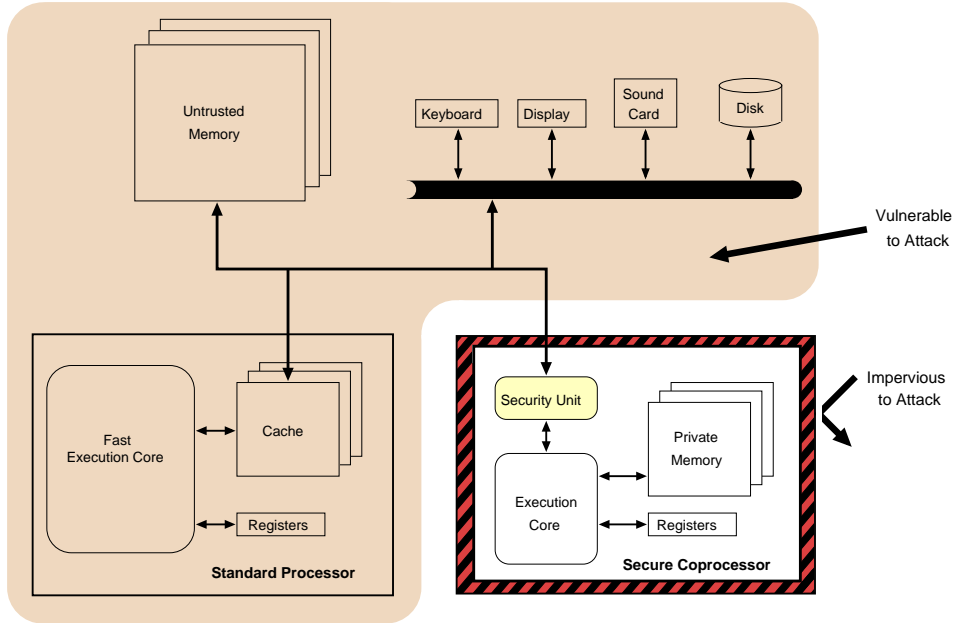 Untrusted
Memory
Keyboard
Display
Sound
Card
Disk
Vulnerable
to Attack
Fast
Execution Core
Cache
Registers
Standard Processor
Security Unit
Private
Memory
Execution
Core
Registers
Secure Coprocessor
Impervious
to Attack